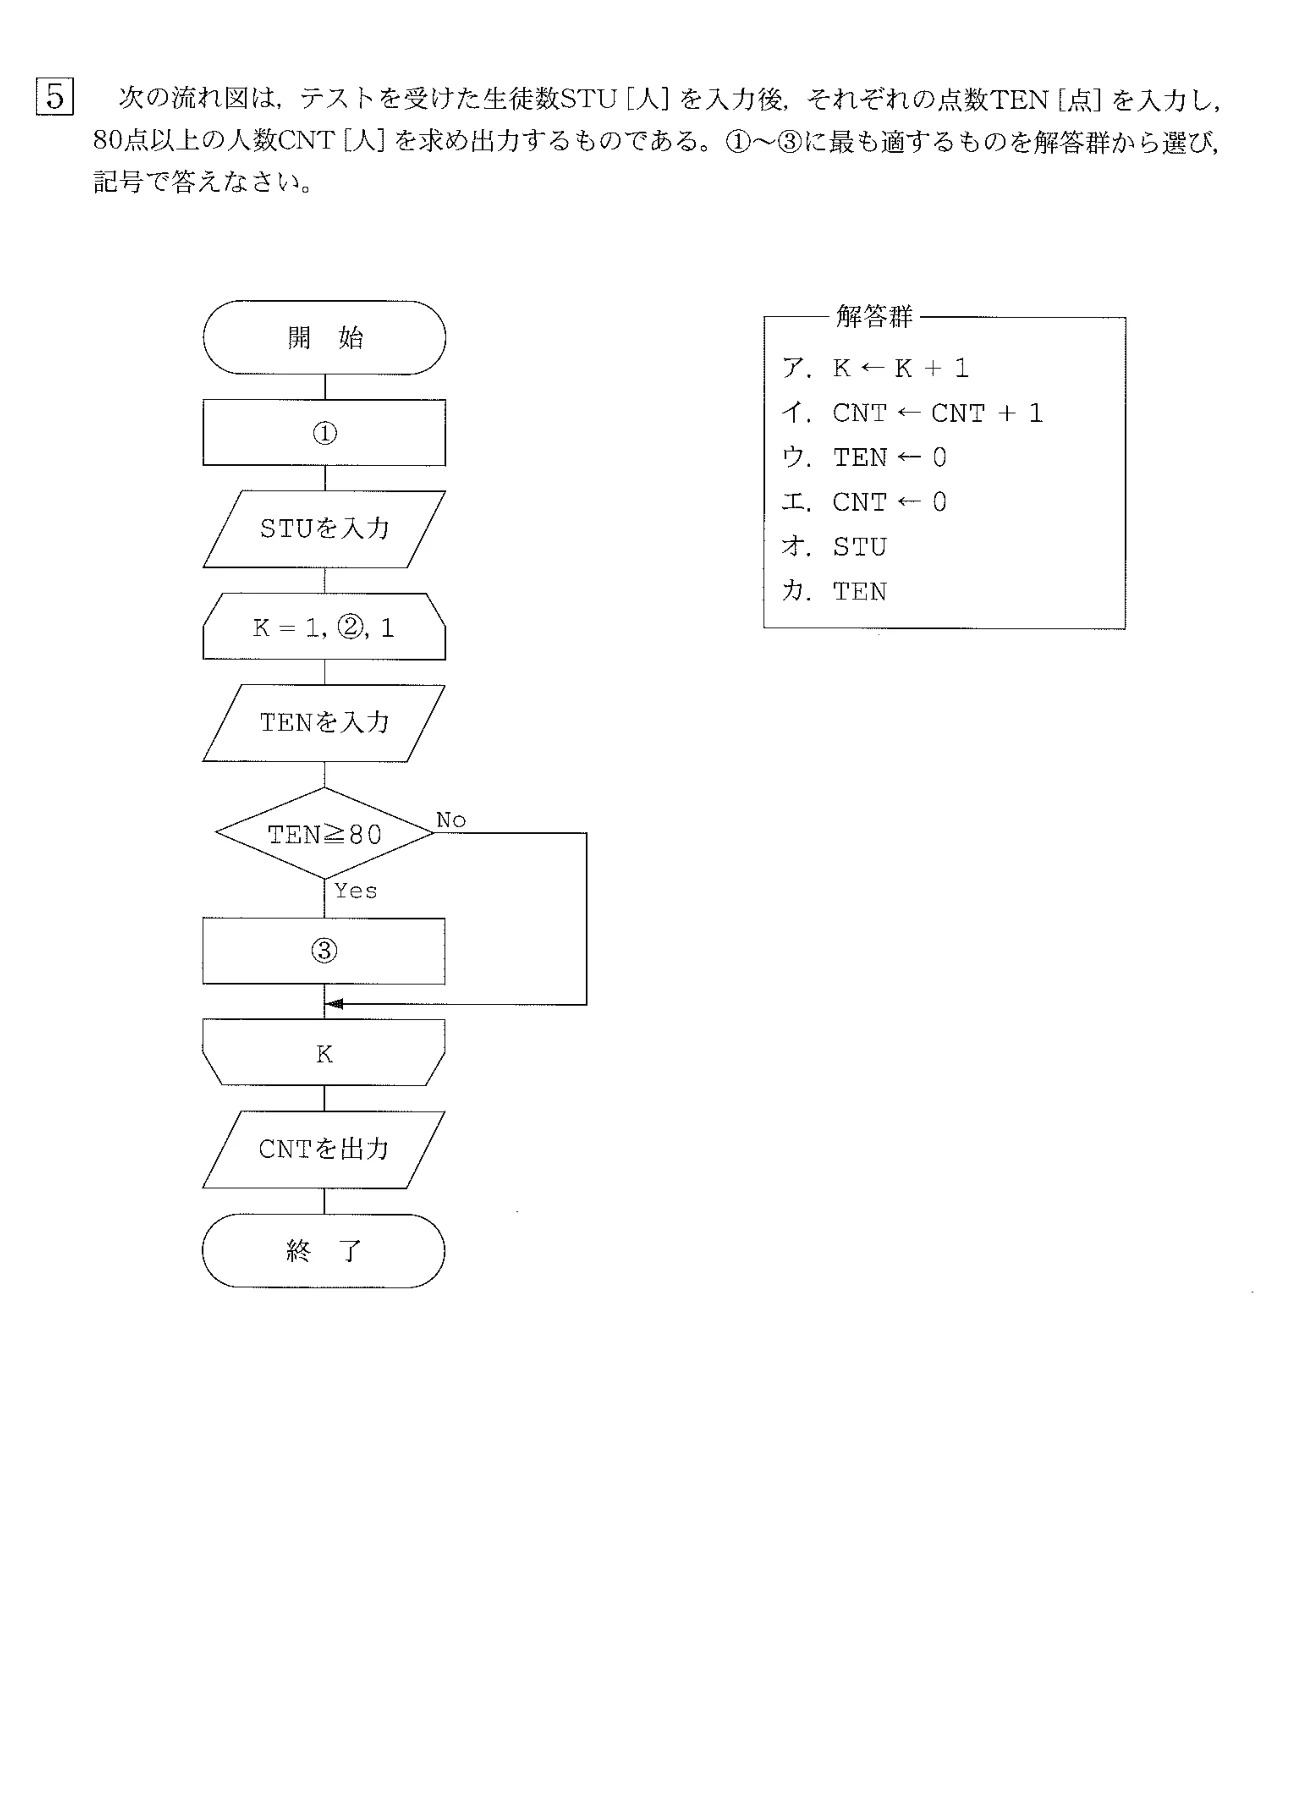 5 次の流れ図は，テストを受けた生徒数STU［人］を入力後，それぞれの点数TEN［点］を入力し，
80点以上の人数CNT［人］を求め出力するものである。①～③に最も適するものを解答群から選び，
記号で答えなさい。
開 始
①
STUを入力
K = 1, ②, 1
TENを入力
TEN≧80
No
Yes
③
K
CNTを出力
終 了
解答群
ア．K ← K + 1
イ．CNT ← CNT + 1
ウ．TEN ← 0
エ．CNT ← 0
オ．STU
カ．TEN